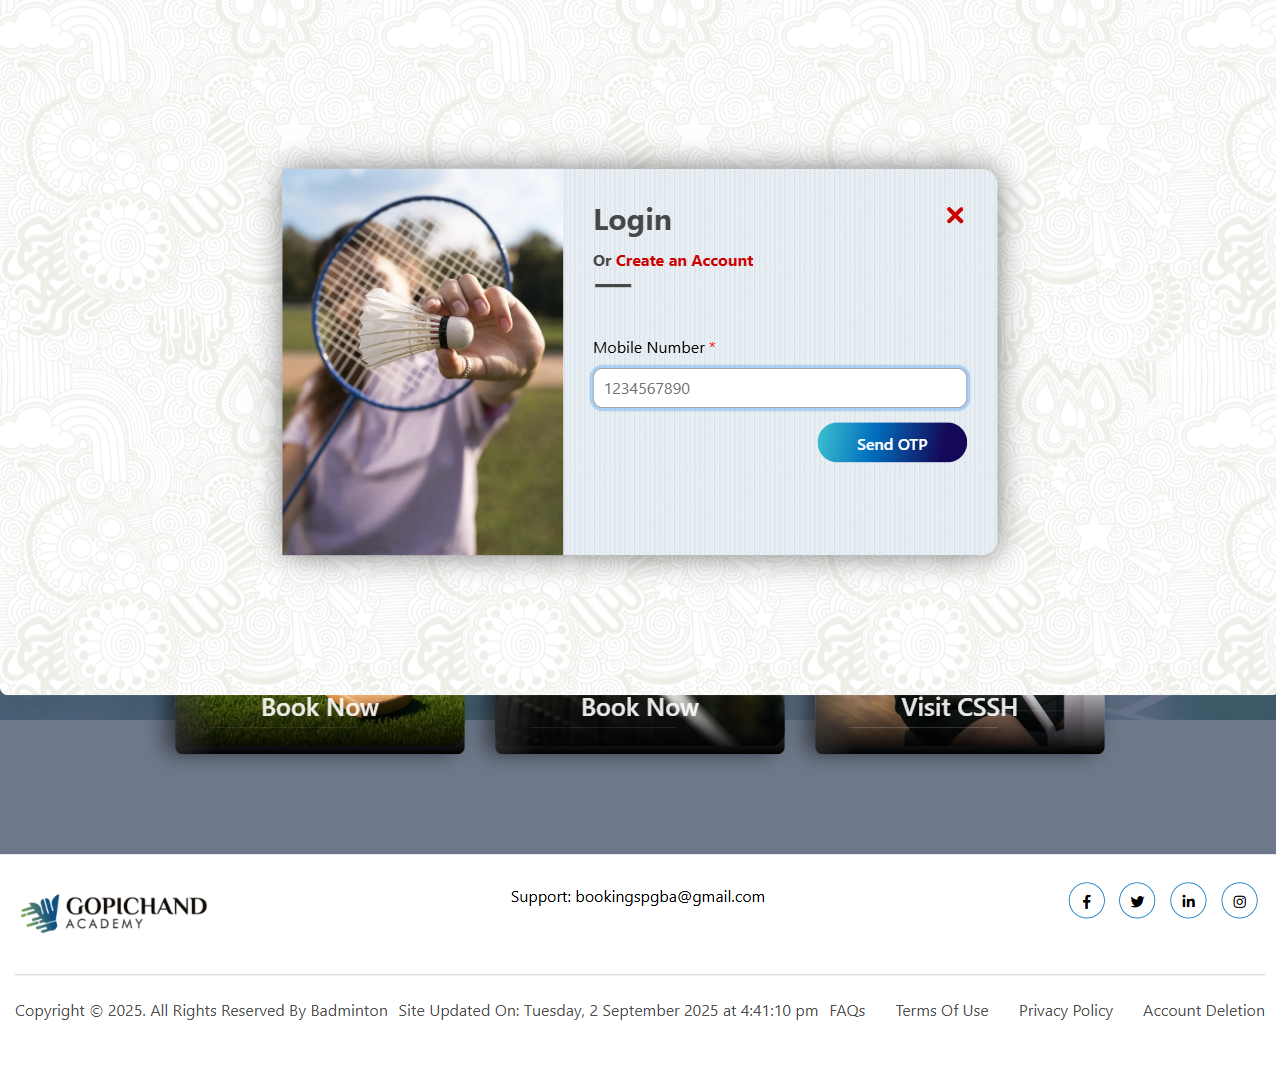 Login
Or Create an Account
Mobile Number *
1234567890
Send OTP
Book Now
Book Now
Visit CSSH
GOPICHAND
ACADEMY
Support: bookingspgba@gmail.com
Copyright © 2025. All Rights Reserved By Badminton
Site Updated On: Tuesday, 2 September 2025 at 4:41:10 pm
FAQs
Terms Of Use
Privacy Policy
Account Deletion